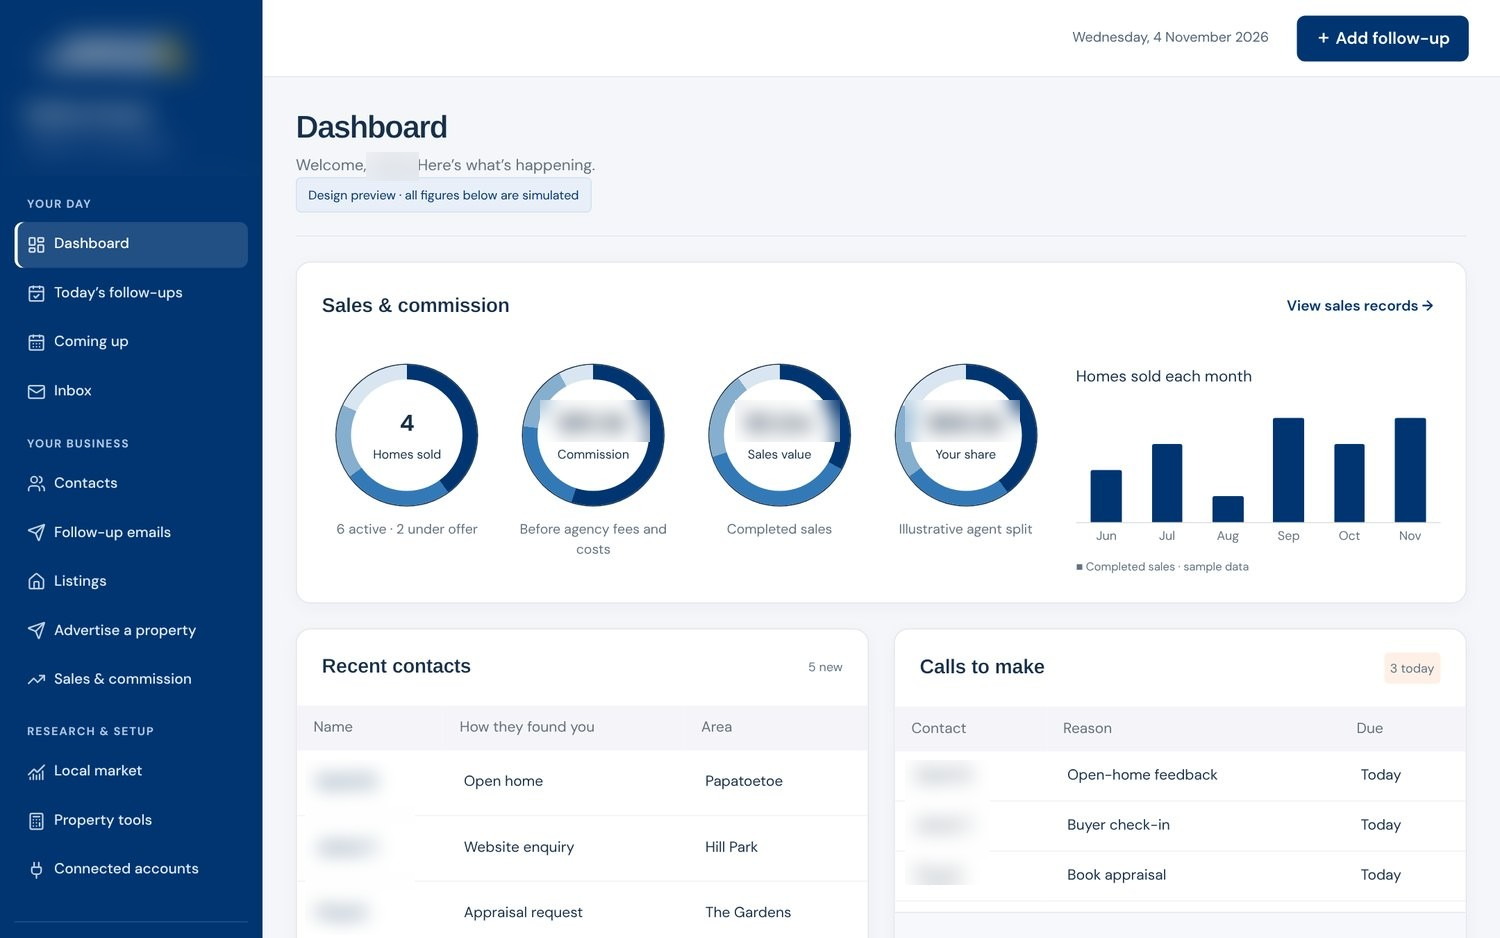 Wednesday, 4 November 2026
+ Add follow-up
YOUR DAY
Dashboard
Today's follow-ups
Coming up
Inbox
YOUR BUSINESS
Contacts
Follow-up emails
Listings
Advertise a property
Sales & commission
RESEARCH & SETUP
Local market
Property tools
Connected accounts
Dashboard
Welcome, Here's what's happening.
Design preview · all figures below are simulated
Sales & commission
View sales records →
4
Homes sold
6 active · 2 under offer
Commission
Before agency fees and
costs
Sales value
Completed sales
Your share
Illustrative agent split
Homes sold each month
Jun Jul Aug Sep Oct Nov
■ Completed sales · sample data
Recent contacts
5 new
Name How they found you Area
Open home Papatoetoe
Website enquiry Hill Park
Appraisal request The Gardens
Calls to make
3 today
Contact Reason Due
Open-home feedback Today
Buyer check-in Today
Book appraisal Today